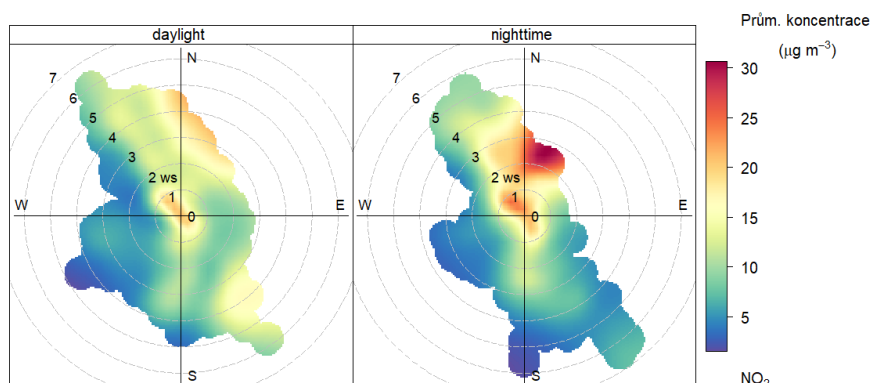 daylight
nighttime
Prům. koncentrace
(µg m⁻³)
N
7
6
5
4
3
2 ws
1
0
W
E
S
N
7
6
5
4
3
2 ws
1
0
W
E
S
30
25
20
15
10
5
NO₂